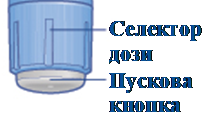 Селектор
дози
Пускова
кнопка